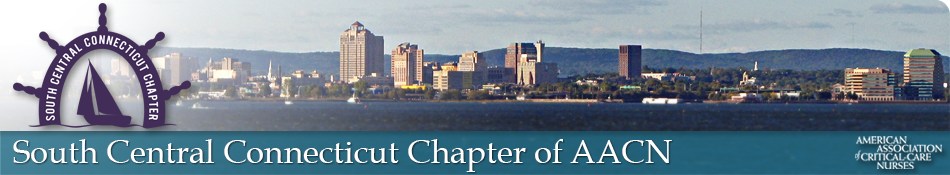 SOUTH CENTRAL CONNECTICUT CHAPTER
South Central Connecticut Chapter of AACN
AMERICAN
ASSOCIATION
of CRITICAL-CARE
NURSES